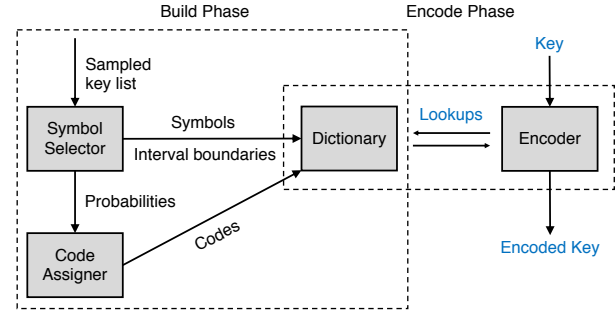 Build Phase
Encode Phase
Sampled
key list
Key
Symbol
Selector
Symbols
Interval boundaries
Dictionary
Lookups
Encoder
Probabilities
Codes
Code
Assigner
Encoded Key